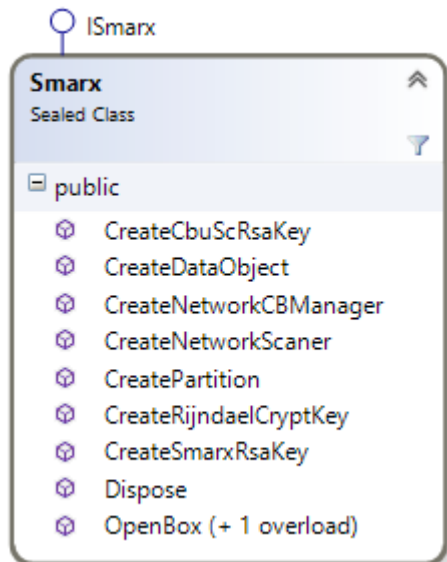 ISmarx
Smarx
Sealed Class
public
CreateCbuScRsaKey
CreateDataObject
CreateNetworkCBManager
CreateNetworkScaner
CreatePartition
CreateRijndaelCryptKey
CreateSmarxRsaKey
Dispose
OpenBox (+ 1 overload)